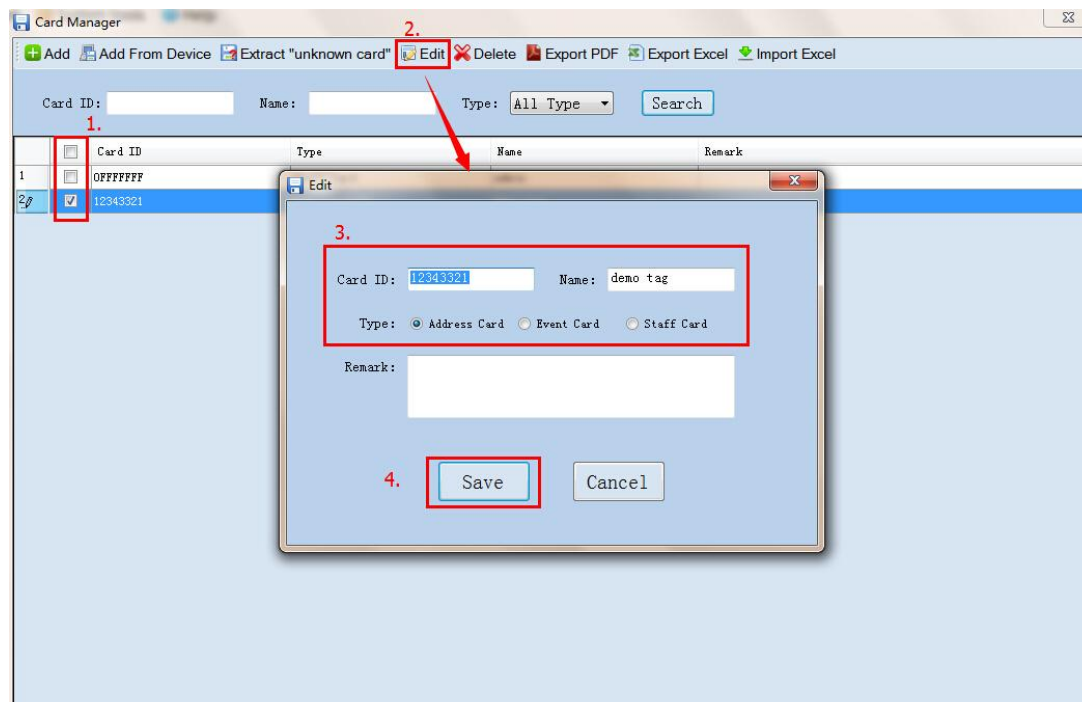 Card Manager
2.
Add Add From Device Extract "unknown card" Edit Delete Export PDF Export Excel Import Excel
Card ID: Name: Type: All Type Search
1.
Card ID Type Name Remark
1 0FFFFFFF
2 12343321
Edit
3.
Card ID: 12343321 Name: demo tag
Type: Address Card Event Card Staff Card
Remark:
4. Save Cancel